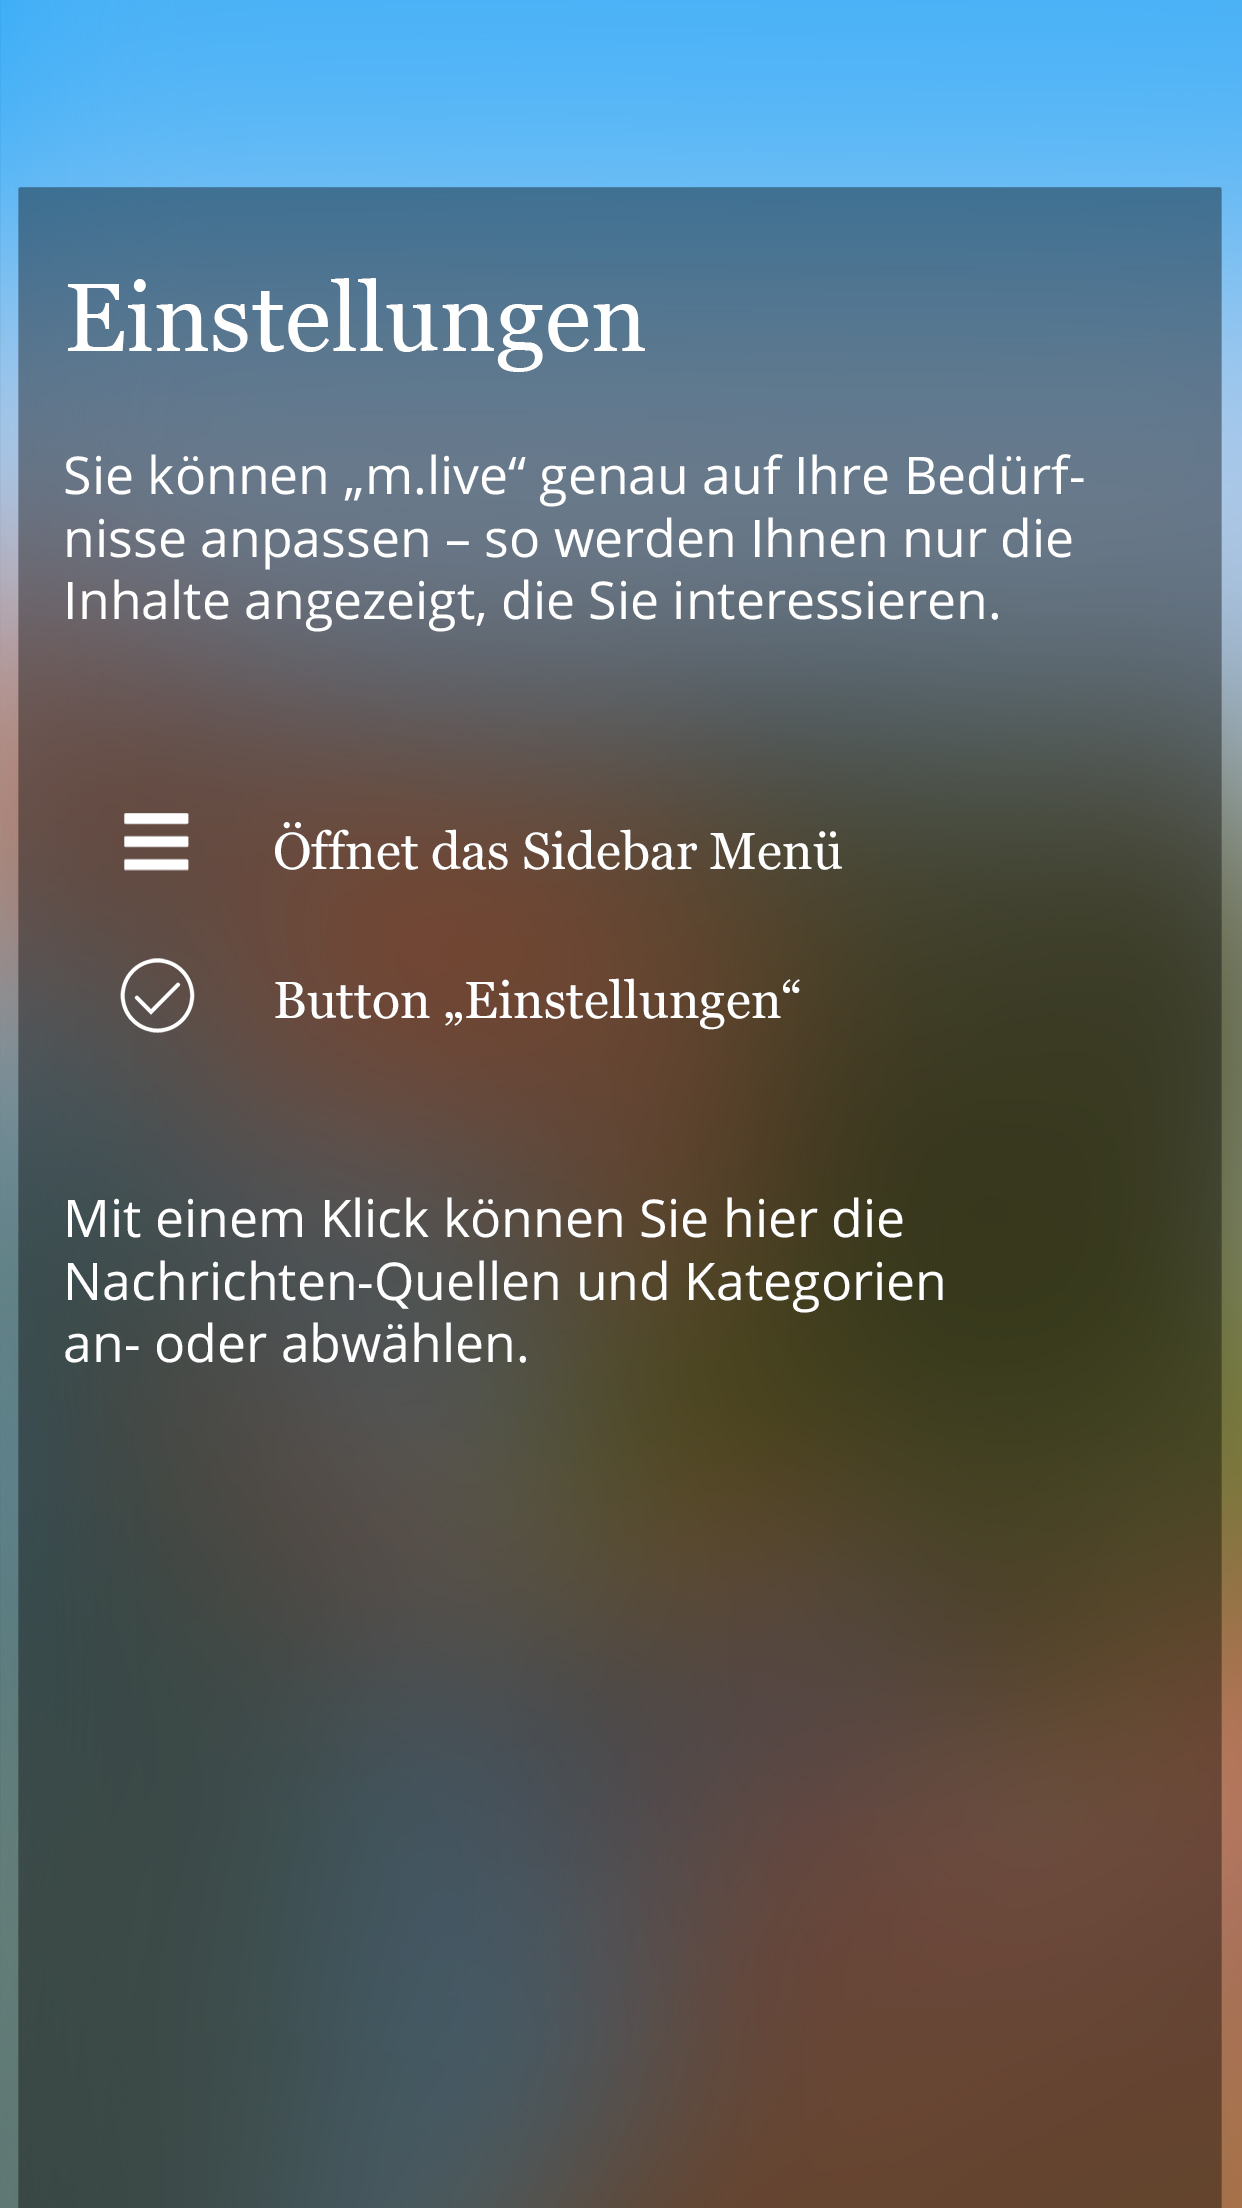 Einstellungen
Sie können „m.live“ genau auf Ihre Bedürf-
nisse anpassen – so werden Ihnen nur die
Inhalte angezeigt, die Sie interessieren.
Öffnet das Sidebar Menü
Button „Einstellungen“
Mit einem Klick können Sie hier die
Nachrichten-Quellen und Kategorien
an- oder abwählen.